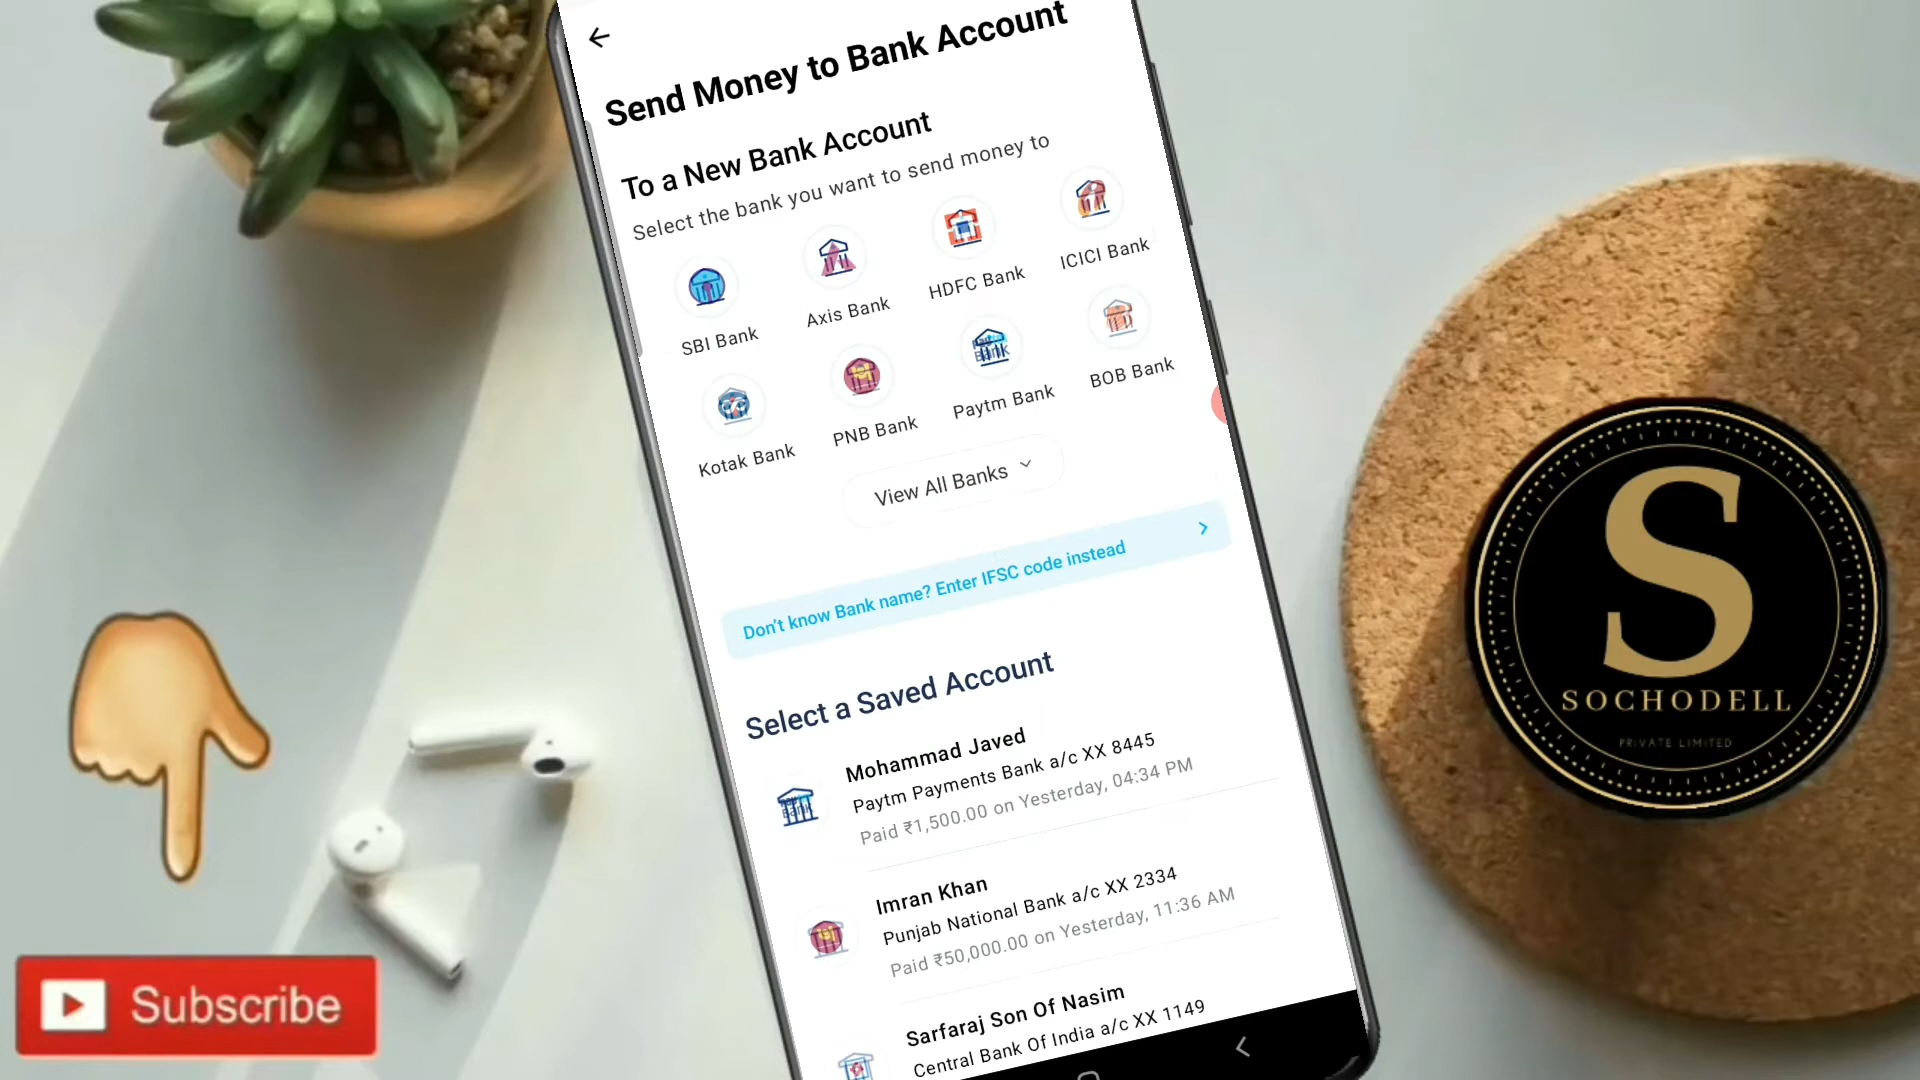 Send Money to Bank Account
To a New Bank Account
Select the bank you want to send money to
SBI Bank
Axis Bank
HDFC Bank
ICICI Bank
Kotak Bank
PNB Bank
Paytm Bank
BOB Bank
View All Banks
Don't know Bank name? Enter IFSC code instead
Select a Saved Account
Mohammad Javed
Paytm Payments Bank a/c XX 8445
Paid ₹1,500.00 on Yesterday, 04:34 PM
Imran Khan
Punjab National Bank a/c XX 2334
Paid ₹50,000.00 on Yesterday, 11:36 AM
Sarfaraj Son Of Nasim
Central Bank Of India a/c XX 1149
Subscribe
S
SOCHODELL
PRIVATE LIMITED